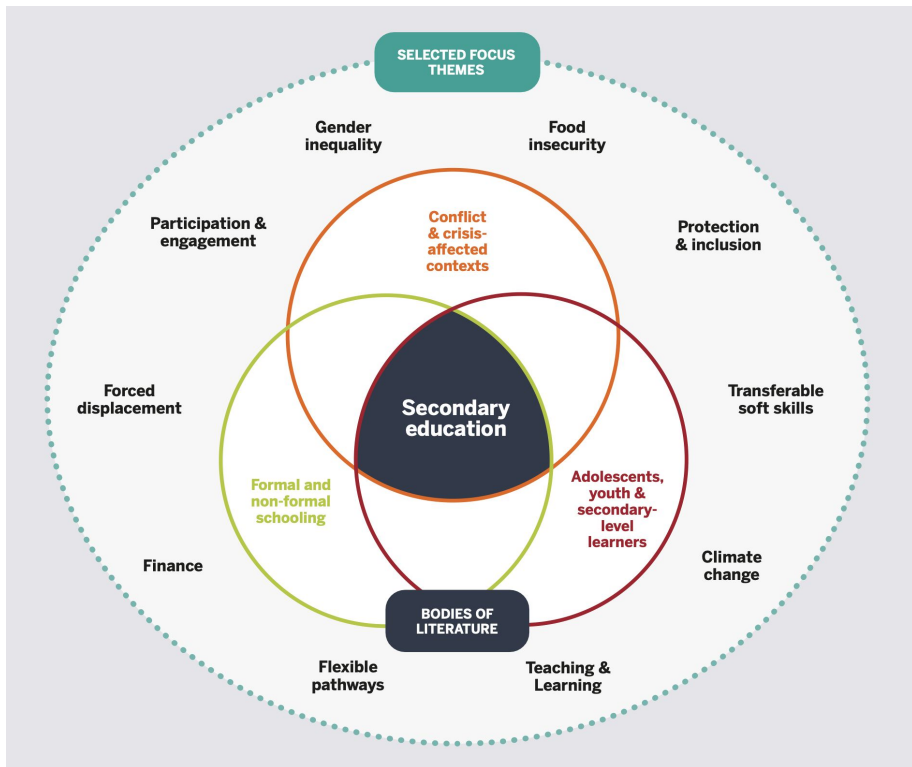 SELECTED FOCUS
THEMES
Gender
inequality
Food
insecurity
Participation &
engagement
Conflict
& crisis-
affected
contexts
Protection
& inclusion
Forced
displacement
Secondary
education
Transferable
soft skills
Formal and
non-formal
schooling
Adolescents,
youth &
secondary-
level
learners
Finance
Climate
change
BODIES OF
LITERATURE
Flexible
pathways
Teaching &
Learning